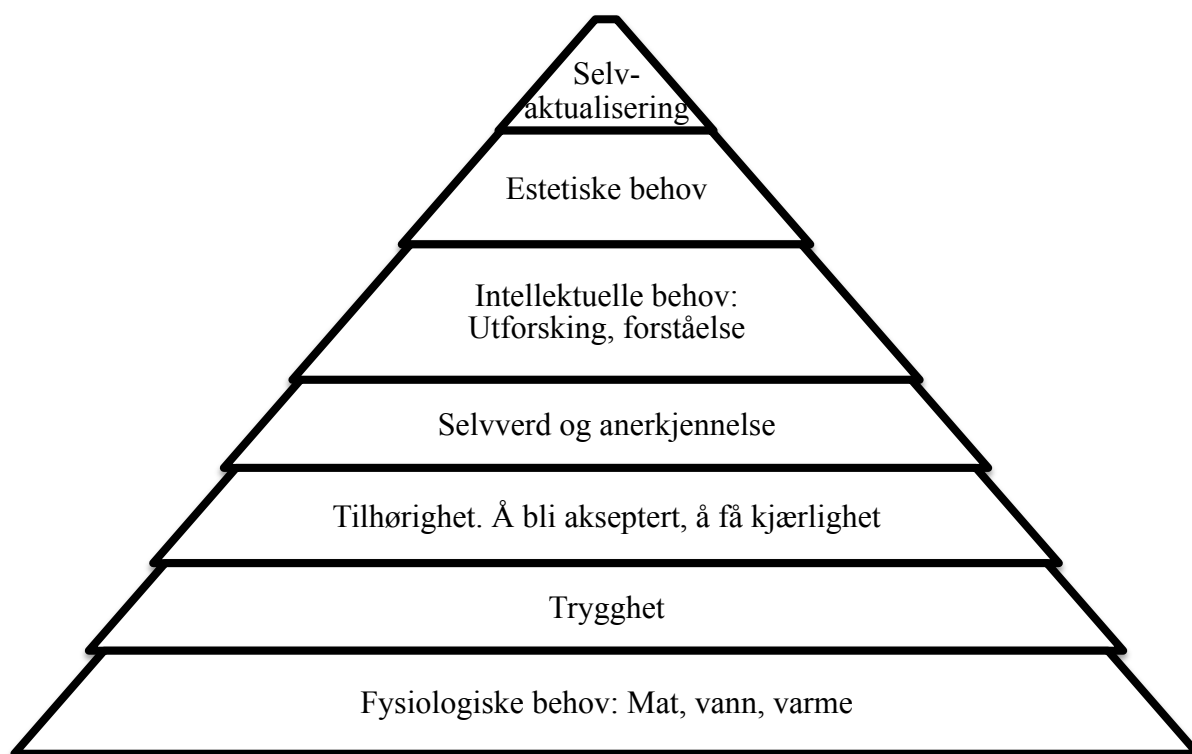 Selv-
aktualisering
Estetiske behov
Intellektuelle behov:
Utforsking, forståelse
Selvverd og anerkjennelse
Tilhørighet. Å bli akseptert, å få kjærlighet
Trygghet
Fysiologiske behov: Mat, vann, varme